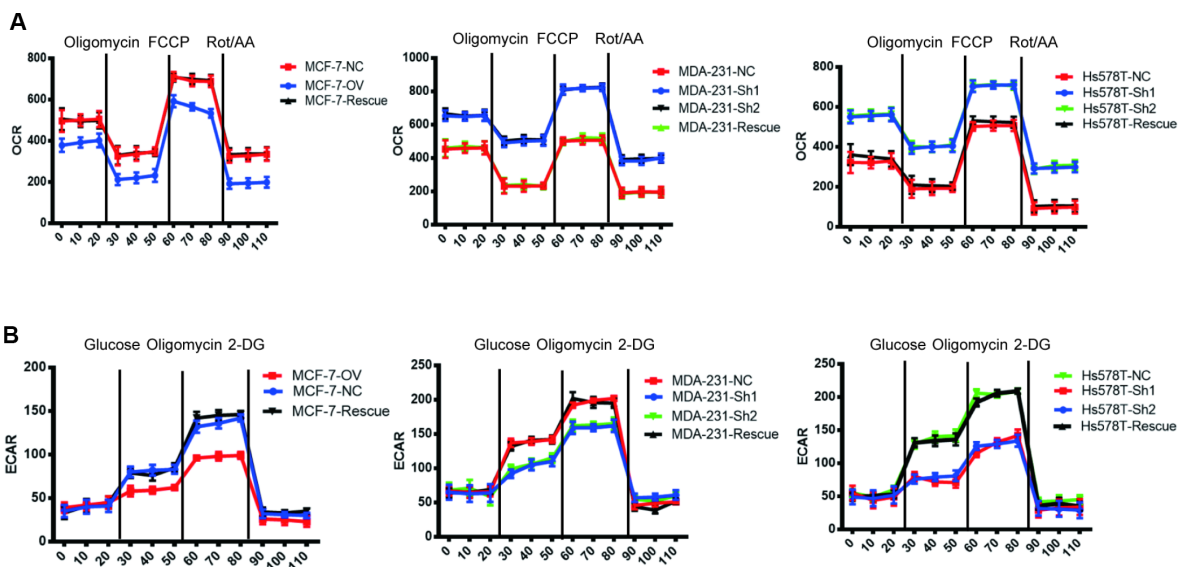 A
Oligomycin FCCP Rot/AA
800
600
400
200
0
OCR
0 10 20 30 40 50 60 70 80 90 100 110
MCF-7-NC
MCF-7-OV
MCF-7-Rescue
Oligomycin FCCP Rot/AA
1000
800
600
400
200
0
OCR
0 10 20 30 40 50 60 70 80 90 100 110
MDA-231-NC
MDA-231-Sh1
MDA-231-Sh2
MDA-231-Rescue
Oligomycin FCCP Rot/AA
800
600
400
200
0
OCR
0 10 20 30 40 50 60 70 80 90 100 110
Hs578T-NC
Hs578T-Sh1
Hs578T-Sh2
Hs578T-Rescue
B
Glucose Oligomycin 2-DG
200
150
100
50
0
ECAR
0 10 20 30 40 50 60 70 80 90 100 110
MCF-7-OV
MCF-7-NC
MCF-7-Rescue
Glucose Oligomycin 2-DG
250
200
150
100
50
0
ECAR
0 10 20 30 40 50 60 70 80 90 100 110
MDA-231-NC
MDA-231-Sh1
MDA-231-Sh2
MDA-231-Rescue
Glucose Oligomycin 2-DG
250
200
150
100
50
0
ECAR
0 10 20 30 40 50 60 70 80 90 100 110
Hs578T-NC
Hs578T-Sh1
Hs578T-Sh2
Hs578T-Rescue